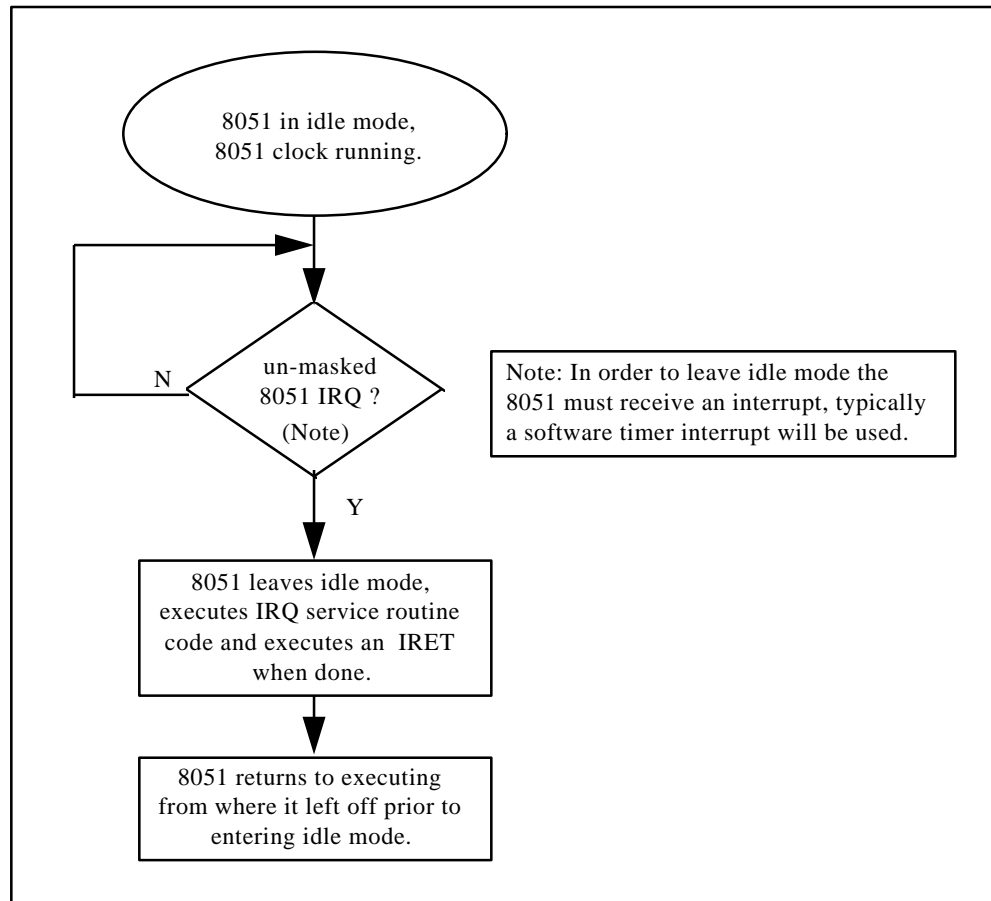 8051 in idle mode,
8051 clock running.
un-masked
8051 IRQ ?
(Note)
N
Note: In order to leave idle mode the
8051 must receive an interrupt, typically
a software timer interrupt will be used.
Y
8051 leaves idle mode,
executes IRQ service routine
code and executes an IRET
when done.
8051 returns to executing
from where it left off prior to
entering idle mode.